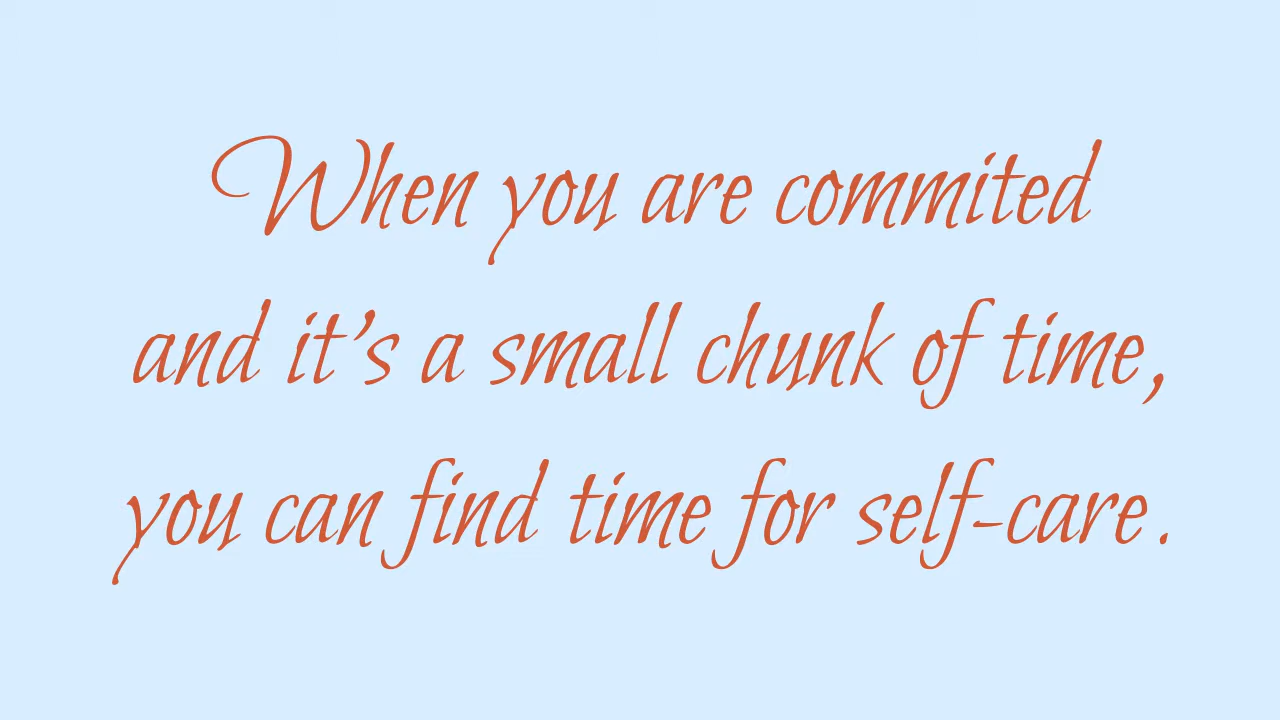 When you are commited
and it's a small chunk of time,
you can find time for self-care.